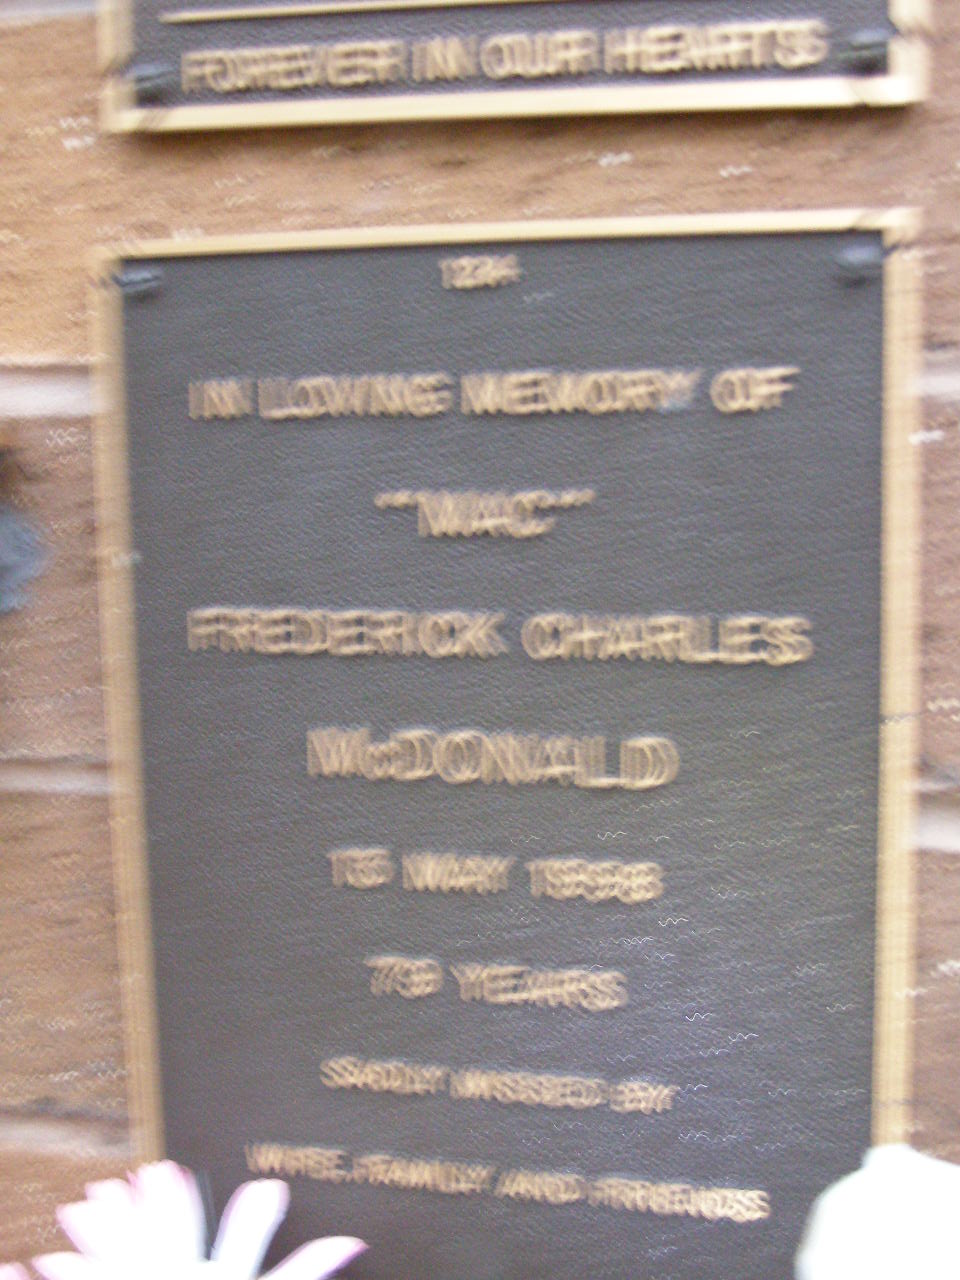 FOREVER IN OUR HEARTS
IN LOVING MEMORY OF
"MAC"
FREDERICK CHARLES
McDONALD
MAY
79 YEARS
SADLY MISSED BY
WIFE, FAMILY AND FRIENDS